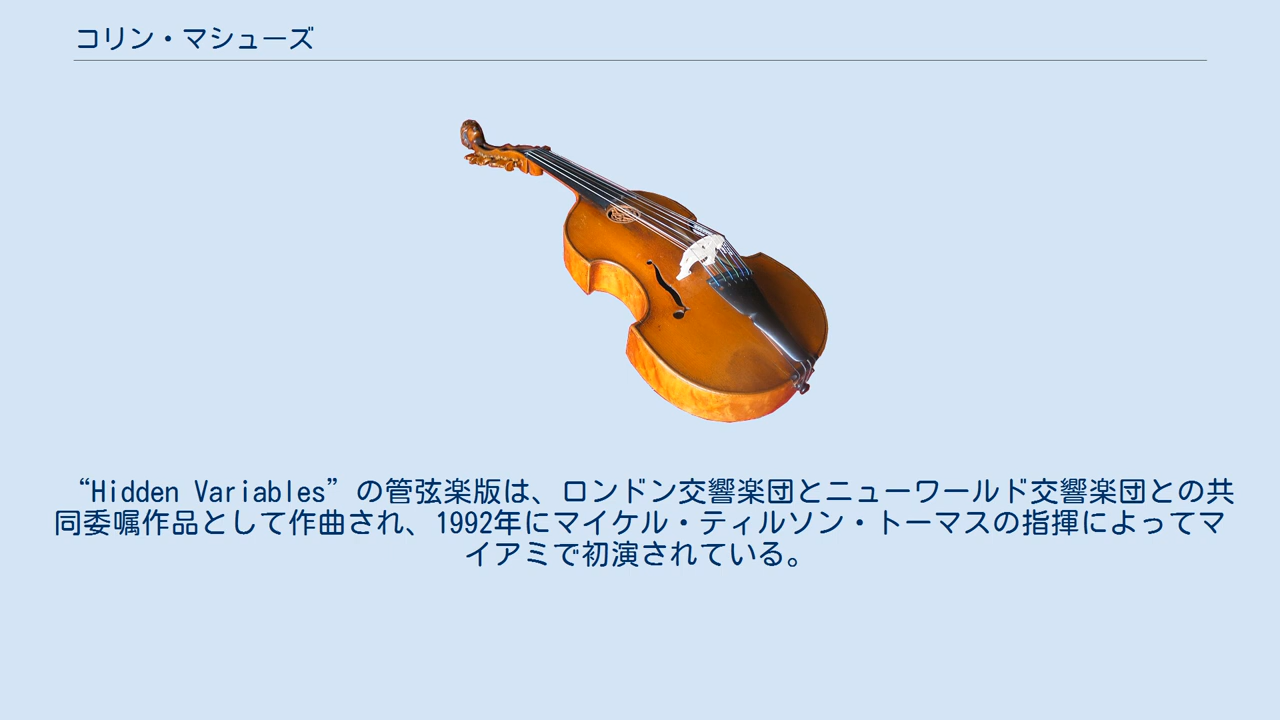 コリン・マシューズ
“Hidden Variables”の管弦楽版は、ロンドン交響楽団とニューワールド交響楽団との共
同委嘱作品として作曲され、1992年にマイケル・ティルソン・トーマスの指揮によってマ
イアミで初演されている。